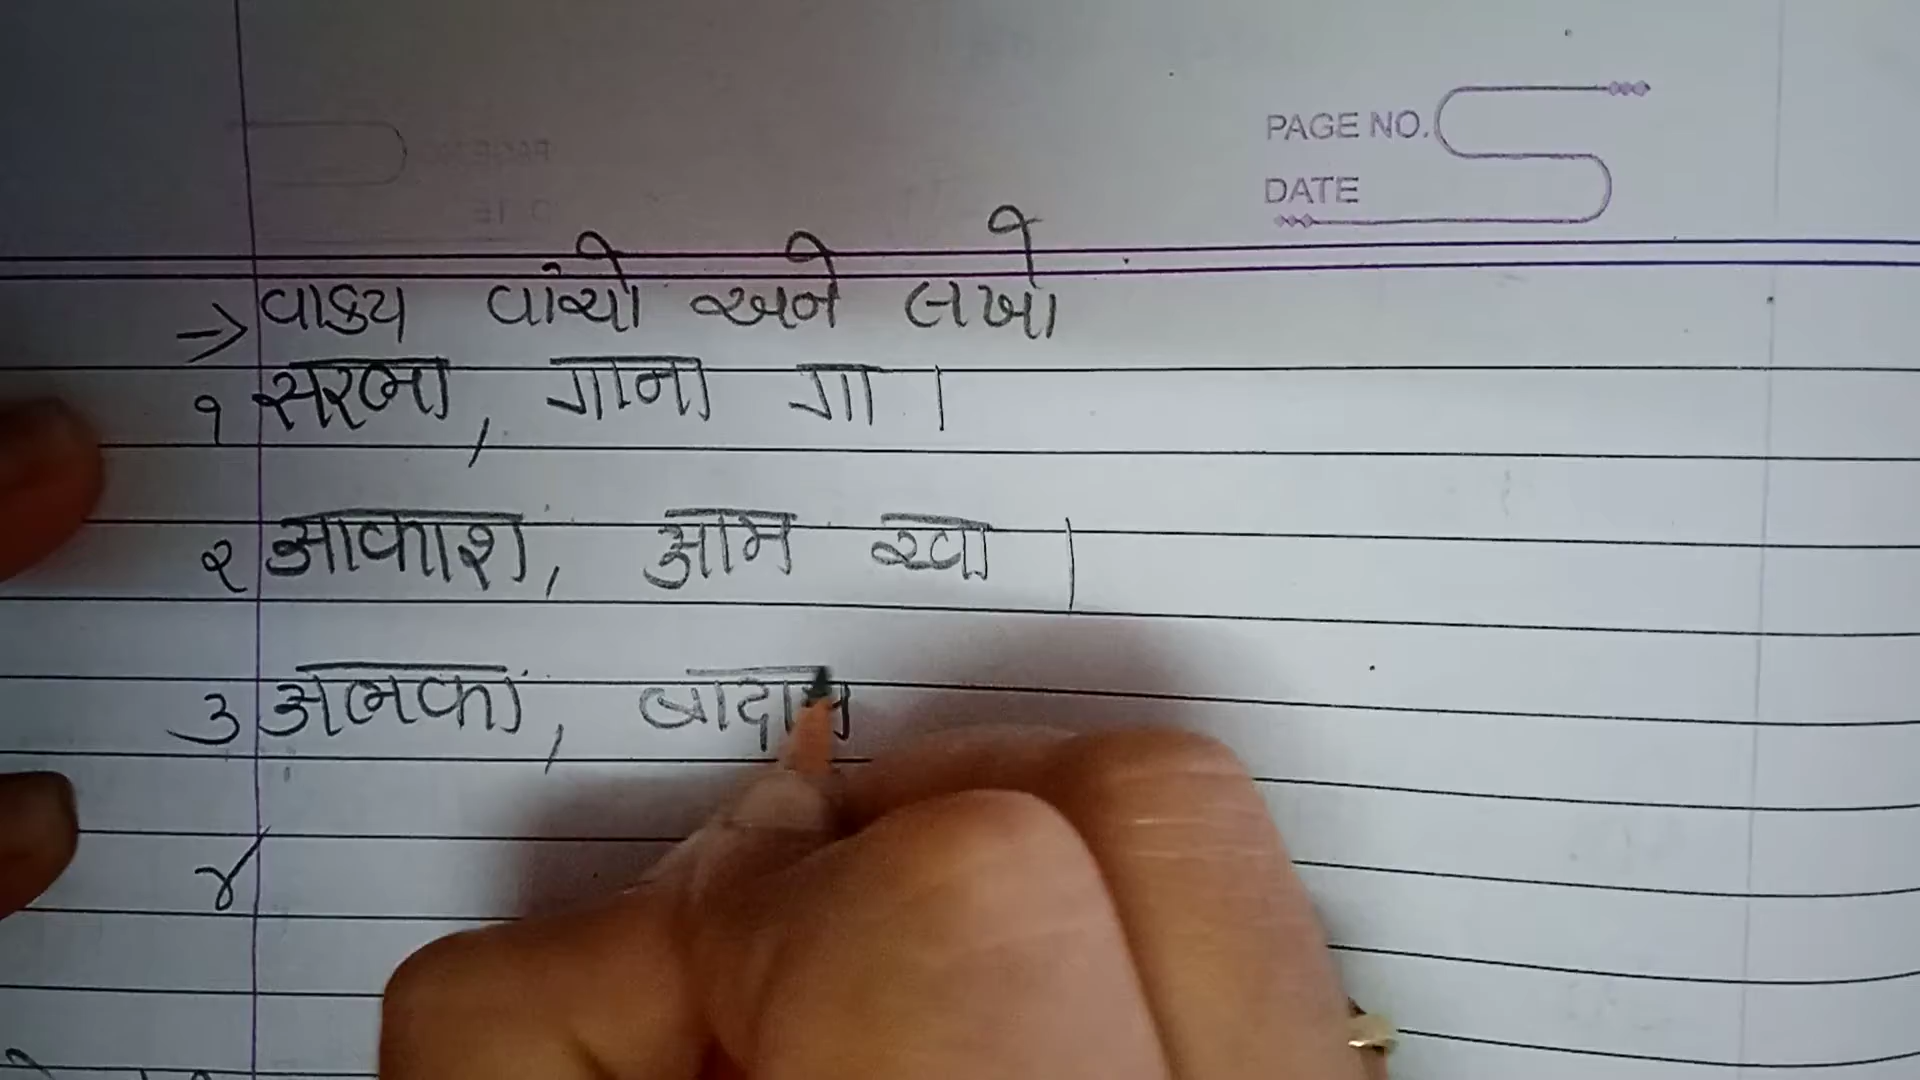 PAGE NO.
DATE
→ વાક્ય વાંચો અને લખો
૧ सरला, गाना गा।
૨ आकाश, आम खा।
૩ अलका, बादाम
૪